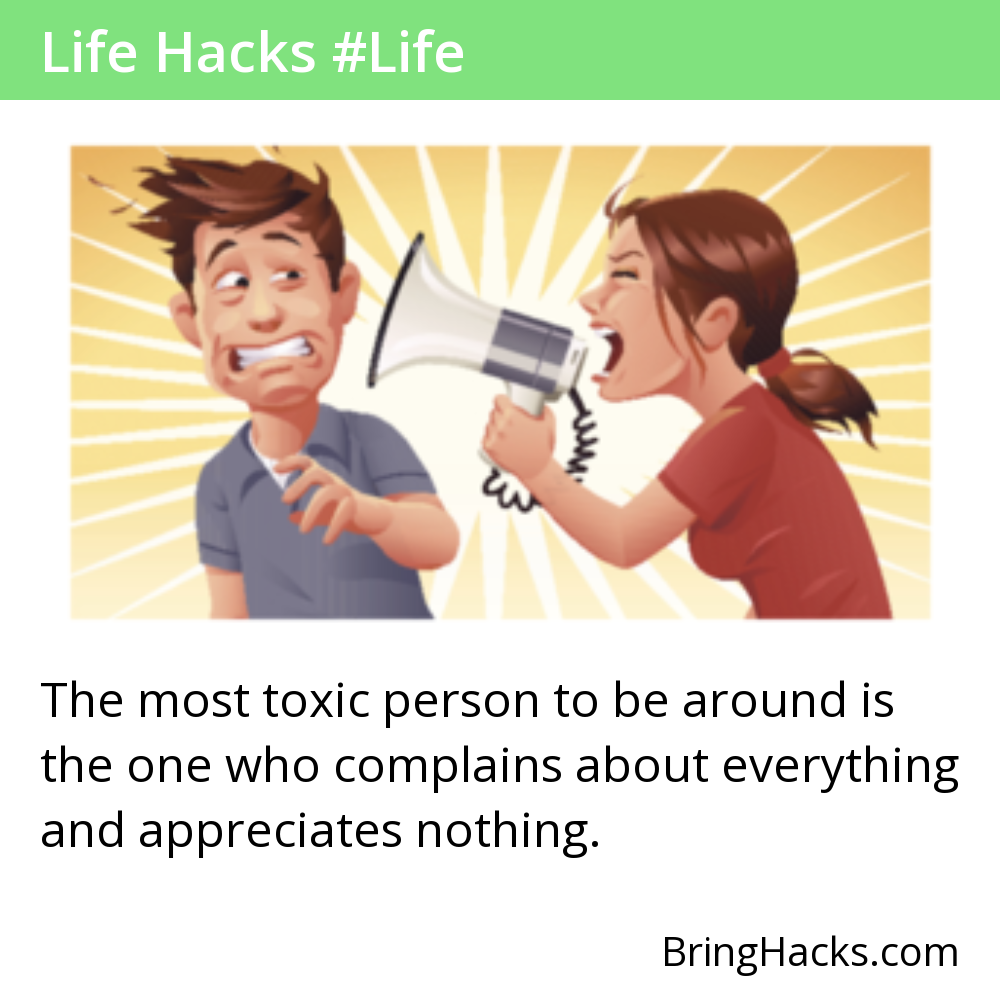 Life Hacks #Life
The most toxic person to be around is
the one who complains about everything
and appreciates nothing.
BringHacks.com